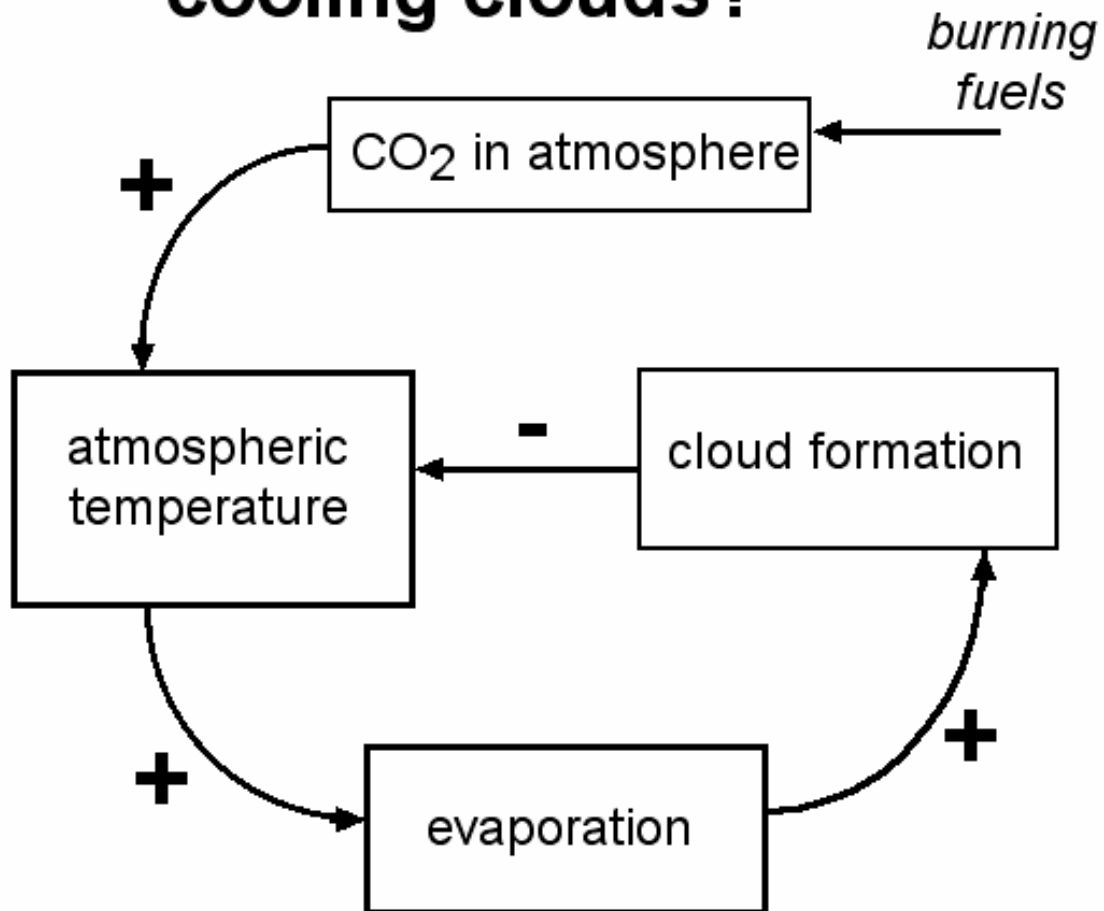 cooling clouds?
burning
fuels
CO2 in atmosphere
+
atmospheric
temperature
-
cloud formation
+
+
evaporation